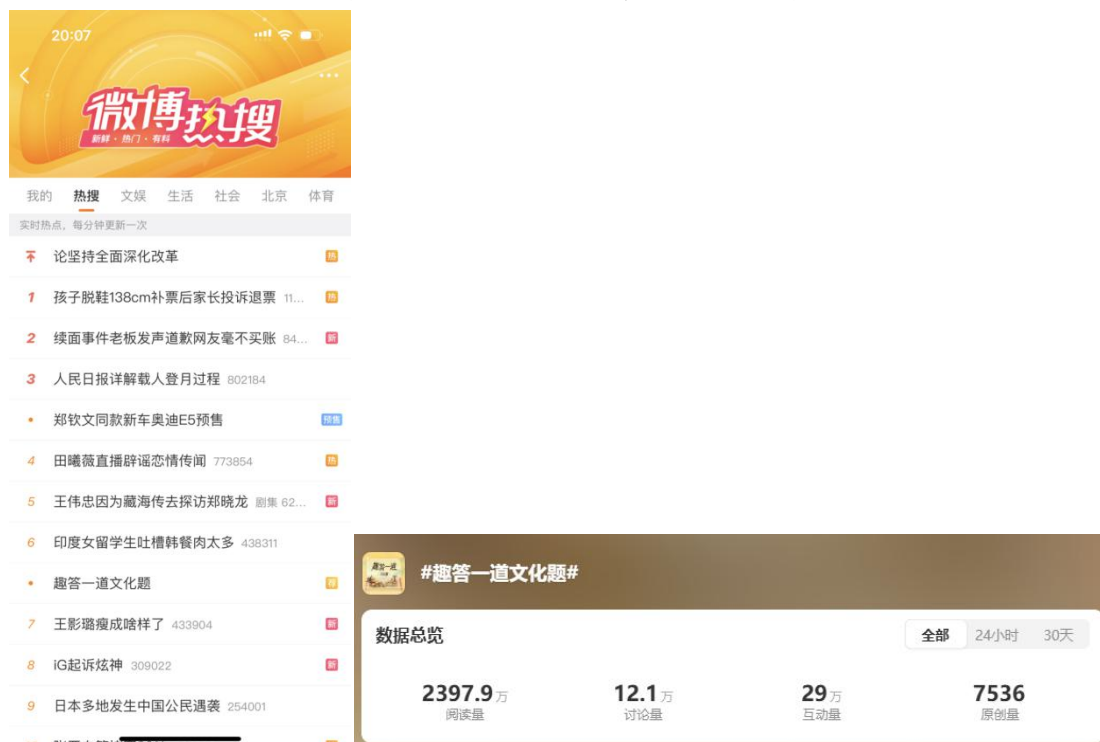 20:07
微博热搜
新鲜·热门·有料
我的 热搜 文娱 生活 社会 北京 体育
实时热点，每分钟更新一次
论坚持全面深化改革 热
1 孩子脱鞋138cm补票后家长投诉退票 11... 热
2 续面事件老板发声道歉网友毫不买账 84... 新
3 人民日报详解载人登月过程 802184
• 郑钦文同款新车奥迪E5预售 预售
4 田曦薇直播辟谣恋情传闻 773854 热
5 王伟忠因为藏海传去探访郑晓龙 剧集 62... 新
6 印度女留学生吐槽韩餐肉太多 438311
• 趣答一道文化题 荐
7 王影璐瘦成啥样了 433904 新
8 iG起诉炫神 309022 新
9 日本多地发生中国公民遇袭 254001
#趣答一道文化题#
数据总览 全部 24小时 30天
2397.9万 12.1万 29万 7536
阅读量 讨论量 互动量 原创量